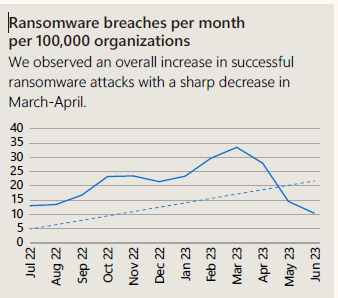 Ransomware breaches per month
per 100,000 organizations
We observed an overall increase in successful
ransomware attacks with a sharp decrease in
March-April.
40
35
30
25
20
15
10
5
0
Jul 22
Aug 22
Sep 22
Oct 22
Nov 22
Dec 22
Jan 23
Feb 23
Mar 23
Apr 23
May 23
Jun 23